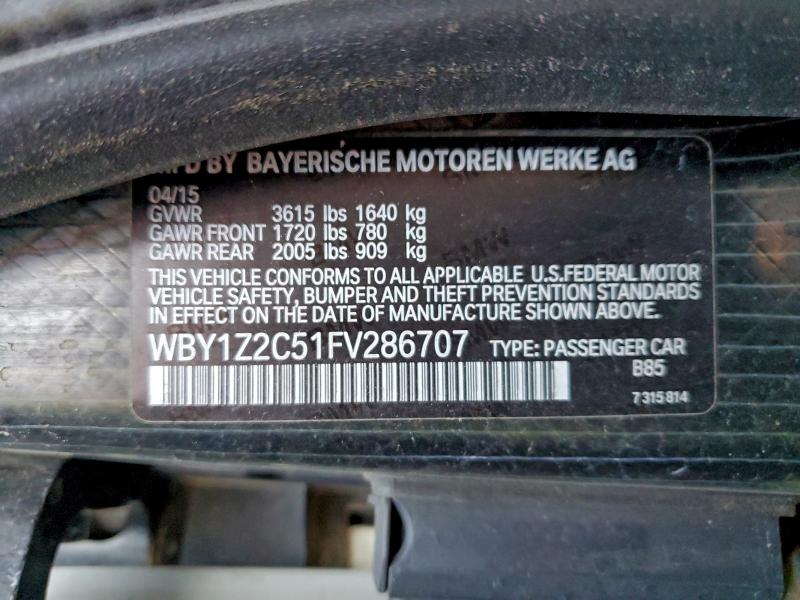 MFD BY BAYERISCHE MOTOREN WERKE AG
04/15
GVWR 3615 lbs 1640 kg
GAWR FRONT 1720 lbs 780 kg
GAWR REAR 2005 lbs 909 kg
THIS VEHICLE CONFORMS TO ALL APPLICABLE U.S.FEDERAL MOTOR
VEHICLE SAFETY, BUMPER AND THEFT PREVENTION STANDARDS
IN EFFECT ON THE DATE OF MANUFACTURE SHOWN ABOVE.
WBY1Z2C51FV286707 TYPE: PASSENGER CAR
B85
7 315 814